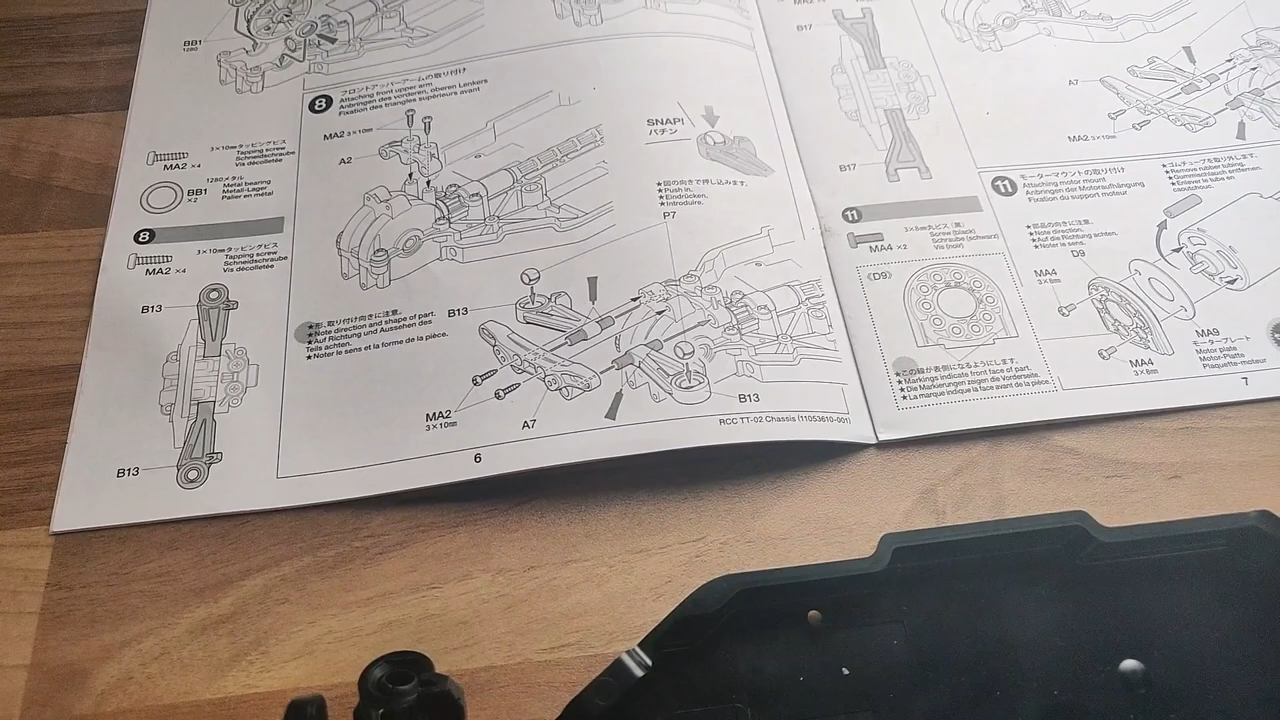 BB1
1280
3×10㎜タッピングビス
Tapping screw
Schneidschraube
Vis décolletée
MA2 ×4
1280メタル
BB1
×2
Metal bearing
Metall-Lager
Palier en métal
8
3×10㎜タッピングビス
Tapping screw
Schneidschraube
Vis décolletée
MA2 ×4
B13
B13
8
フロントアッパーアームの取り付け
Attaching front upper arm
Anbringen des vorderen, oberen Lenkers
Fixation des triangles supérieurs avant
MA2 3×10㎜
A2
SNAP!
パチン
★図の向きで押し込みます。
★Push in.
★Eindrücken.
★Introduire.
P7
B13
★形、取り付け向きに注意。
★Note direction and shape of part.
★Auf Richtung und Aussehen des
Teils achten.
★Noter le sens et la forme de la pièce.
MA2
3×10㎜
A7
B13
RCC TT-02 Chassis (11053610-001)
6
MA2
B17
B17
11
3×8㎜丸ビス(黒)
Screw (black)
Schraube (schwarz)
Vis (noir)
MA4 ×2
《D9》
★この線が表側になるようにします。
★Markings indicate front face of part.
★Die Markierungen zeigen die Vorderseite.
★La marque indique la face avant de la pièce.
A7
MA2 3×10㎜
11
モーターマウントの取り付け
Attaching motor mount
Anbringen der Motoraufhängung
Fixation du support moteur
★ゴムチューブを取り外します。
★Remove rubber tubing.
★Gummischlauch entfernen.
★Enlever le tube en
caoutchouc.
★部品の向きに注意。
★Note direction.
★Auf die Richtung achten.
★Noter le sens.
D9
MA4
3×8㎜
MA4
3×8㎜
MA9
モータープレート
Motor plate
Motor-Platte
Plaquette-moteur
7